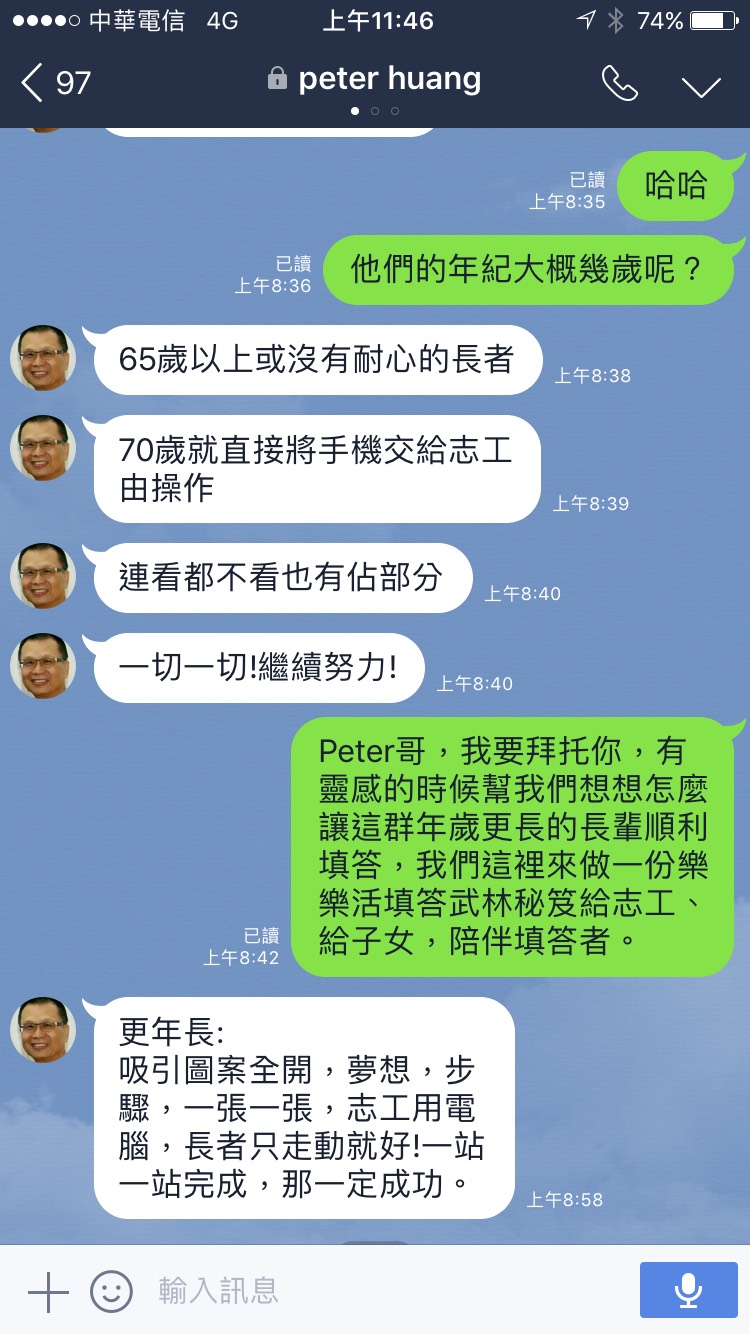 中華電信 4G 上午11:46 74%
97 peter huang
哈哈
已讀
上午8:35
他們的年紀大概幾歲呢？
已讀
上午8:36
65歲以上或沒有耐心的長者
上午8:38
70歲就直接將手機交給志工
由操作
上午8:39
連看都不看也有佔部分
上午8:40
一切一切!繼續努力!
上午8:40
Peter哥，我要拜托你，有
靈感的時候幫我們想想怎麼
讓這群年歲更長的長輩順利
填答，我們這裡來做一份樂
樂活填答武林秘笈給志工、
給子女，陪伴填答者。
已讀
上午8:42
更年長:
吸引圖案全開，夢想，步
驟，一張一張，志工用電
腦，長者只走動就好!一站
一站完成，那一定成功。
上午8:58
輸入訊息